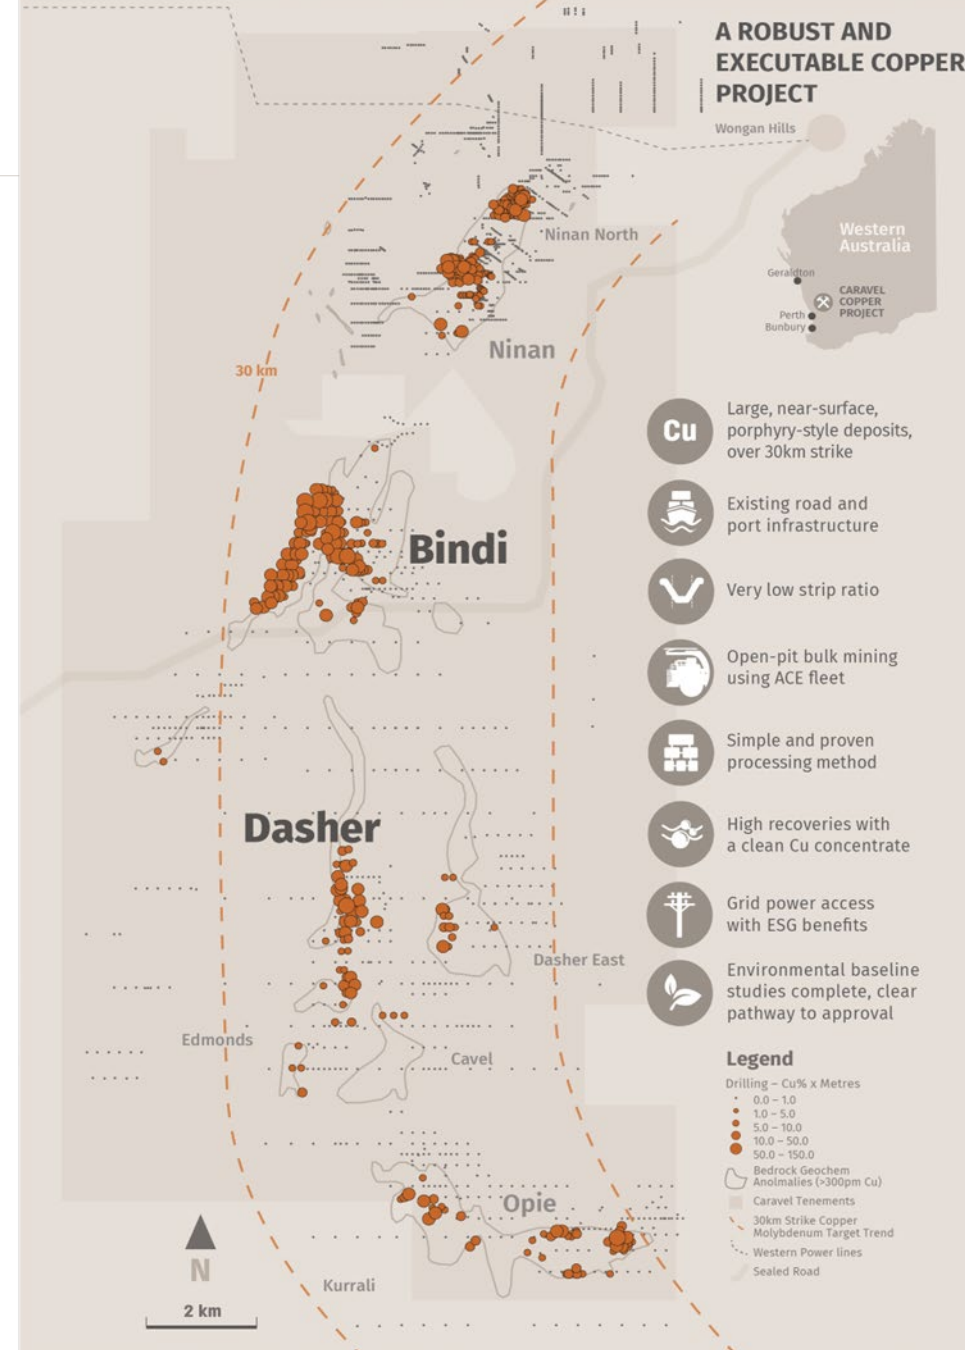 A ROBUST AND
EXECUTABLE COPPER
PROJECT
Wongan Hills
Western
Australia
Geraldton
CARAVEL
COPPER
PROJECT
Perth
Bunbury
Ninan North
Ninan
30 km
Bindi
Dasher
Dasher East
Edmonds
Cavel
Opie
Kurrali
N
2 km
Cu
Large, near-surface,
porphyry-style deposits,
over 30km strike
Existing road and
port infrastructure
Very low strip ratio
Open-pit bulk mining
using ACE fleet
Simple and proven
processing method
High recoveries with
a clean Cu concentrate
Grid power access
with ESG benefits
Environmental baseline
studies complete, clear
pathway to approval
Legend
Drilling – Cu% x Metres
0.0 – 1.0
1.0 – 5.0
5.0 – 10.0
10.0 – 50.0
50.0 – 150.0
Bedrock Geochem
Anolmalies (>300pm Cu)
Caravel Tenements
30km Strike Copper
Molybdenum Target Trend
Western Power lines
Sealed Road